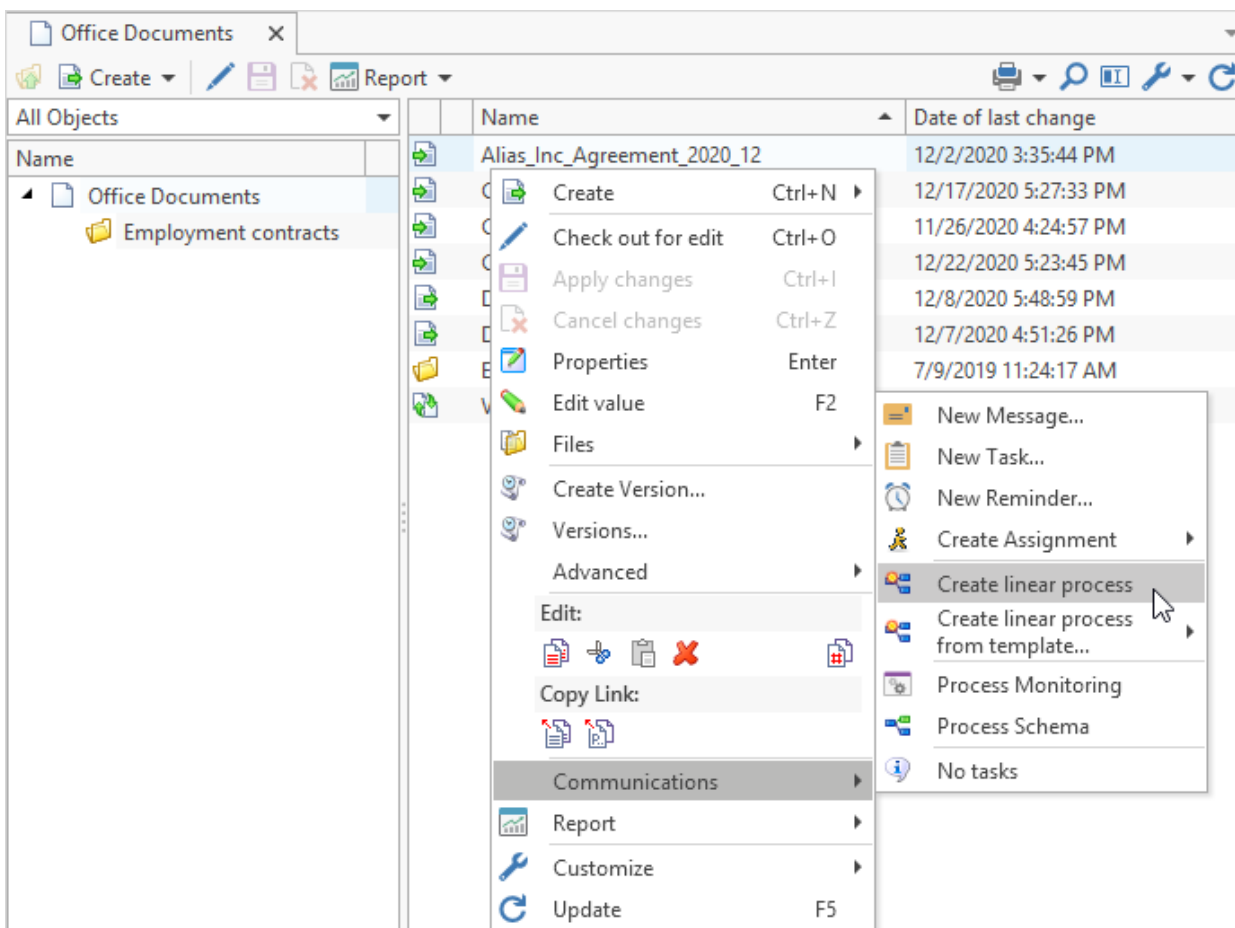 Office Documents
Create
Report
All Objects
Name
Date of last change
Name
Office Documents
Employment contracts
Alias_Inc_Agreement_2020_12
12/2/2020 3:35:44 PM
12/17/2020 5:27:33 PM
11/26/2020 4:24:57 PM
12/22/2020 5:23:45 PM
12/8/2020 5:48:59 PM
12/7/2020 4:51:26 PM
7/9/2019 11:24:17 AM
Create Ctrl+N
Check out for edit Ctrl+O
Apply changes Ctrl+I
Cancel changes Ctrl+Z
Properties Enter
Edit value F2
Files
Create Version...
Versions...
Advanced
Edit:
Copy Link:
Communications
Report
Customize
Update F5
New Message...
New Task...
New Reminder...
Create Assignment
Create linear process
Create linear process
from template...
Process Monitoring
Process Schema
No tasks